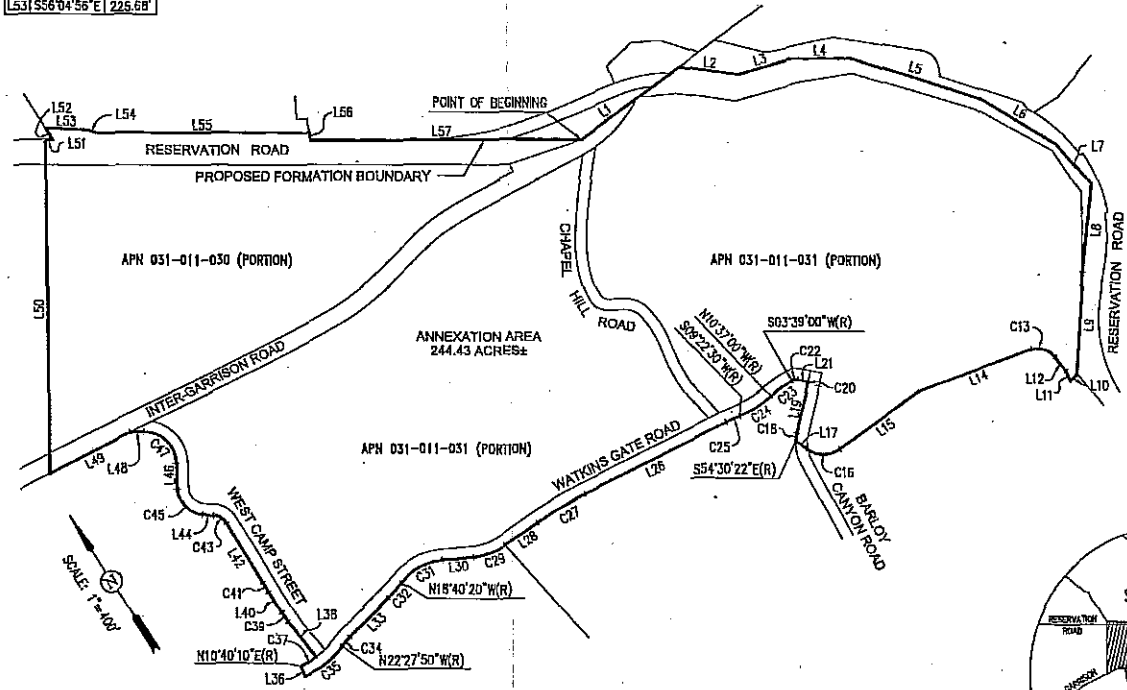 L53 S56°04'56"E 225.68'
L52
L53
L54
L51
L55
L56
L57
POINT OF BEGINNING
L1
L2
L3
L4
L5
L6
L7
L8
L9
L10
RESERVATION ROAD
PROPOSED FORMATION BOUNDARY
RESERVATION ROAD
APN 031-011-030 (PORTION)
APN 031-011-031 (PORTION)
CHAPEL
HILL ROAD
L50
ANNEXATION AREA
244.43 ACRES±
S03°39'00"W(R)
N10°37'00"W(R)
S09°22'30"W(R)
C22
L21
C20
C23
L19
C24
C25
C18
L17
C16
L15
L14
C13
L12
L11
INTER-GARRISON ROAD
APN 031-011-031 (PORTION)
WATKINS GATE ROAD
L26
S54°30'22"E(R)
BARLOY
CANYON ROAD
L49
L48
C47
L46
C45
L44
C43
WEST CAMP STREET
L42
C41
L40
C39
L38
C37
C27
L28
C29
L30
C31
C32
N18°40'20"W(R)
L33
C34
N22°27'50"W(R)
C35
N10°40'10"E(R)
L36
SCALE: 1"=400'
N
S
RESERVATION
ROAD
GARRISON